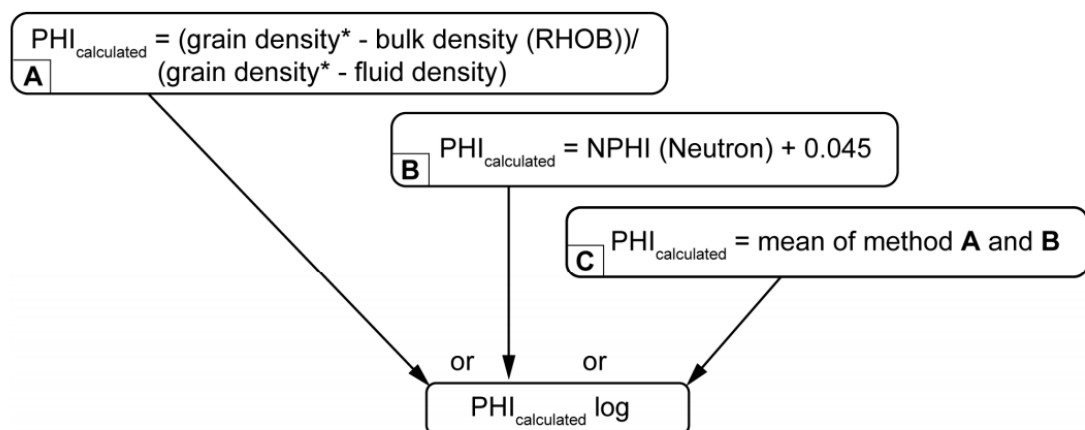 PHIcalculated = (grain density* - bulk density (RHOB))/
(grain density* - fluid density)
A
PHIcalculated = NPHI (Neutron) + 0.045
B
PHIcalculated = mean of method A and B
C
or or
PHIcalculated log